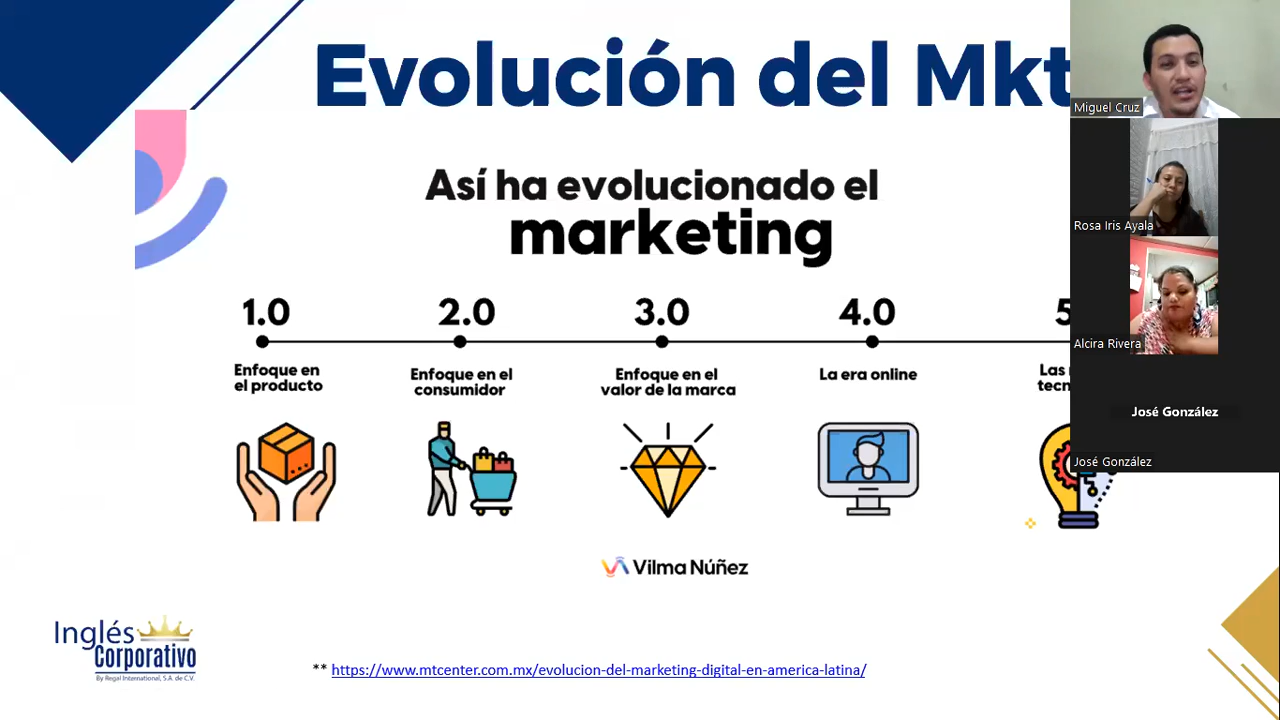 Evolución del Mkt
Así ha evolucionado el
marketing
1.0
2.0
3.0
4.0
5
Enfoque en
el producto
Enfoque en el
consumidor
Enfoque en el
valor de la marca
La era online
Las
Vilma Núñez
Inglés
Corporativo
By Regal International, S.A. de C.V.
** https://www.mtcenter.com.mx/evolucion-del-marketing-digital-en-america-latina/
Miguel Cruz
Rosa Iris Ayala
Alcira Rivera
José González
José González